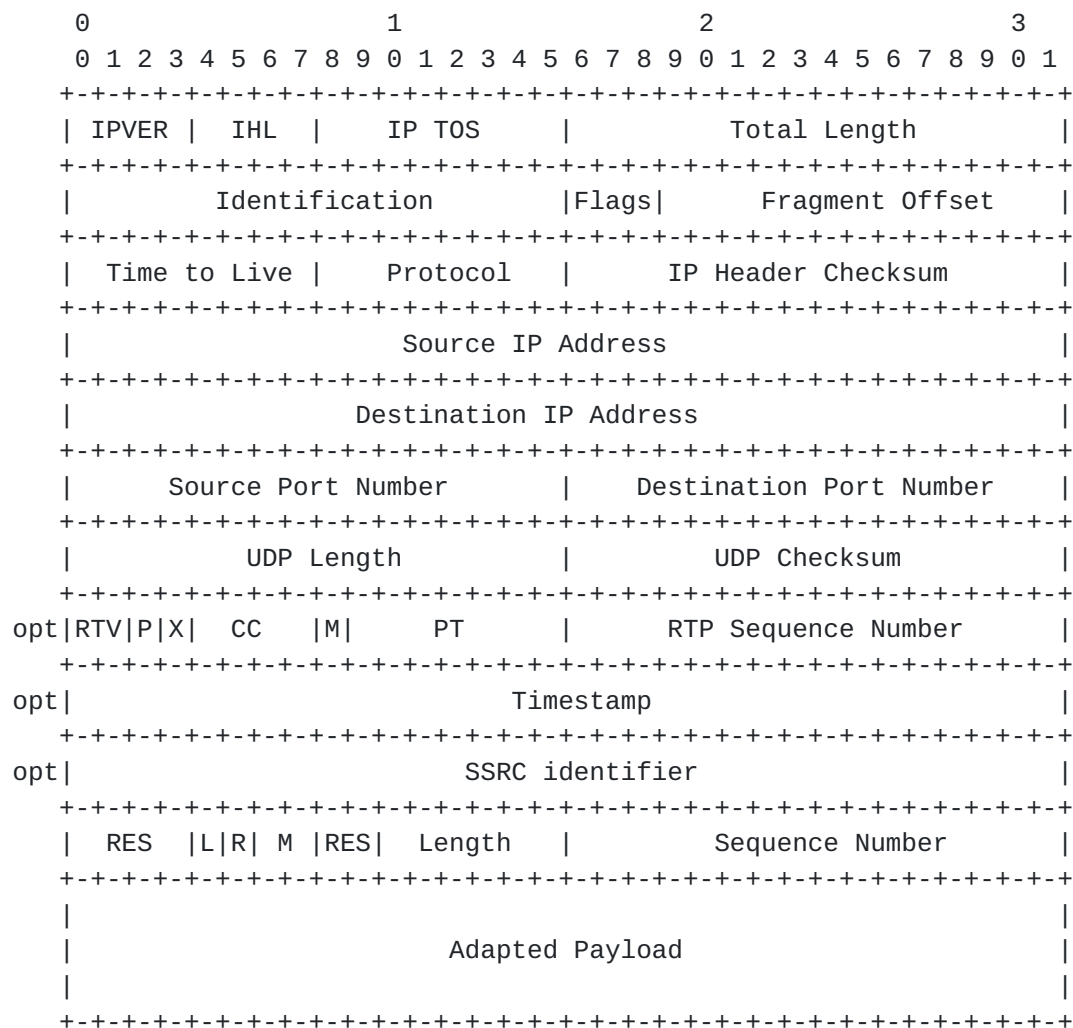 0                   1                   2                   3
 0 1 2 3 4 5 6 7 8 9 0 1 2 3 4 5 6 7 8 9 0 1 2 3 4 5 6 7 8 9 0 1
+-+-+-+-+-+-+-+-+-+-+-+-+-+-+-+-+-+-+-+-+-+-+-+-+-+-+-+-+-+-+-+-+
| IPVER |  IHL  |    IP TOS     |          Total Length         |
+-+-+-+-+-+-+-+-+-+-+-+-+-+-+-+-+-+-+-+-+-+-+-+-+-+-+-+-+-+-+-+-+
|         Identification        |Flags|      Fragment Offset    |
+-+-+-+-+-+-+-+-+-+-+-+-+-+-+-+-+-+-+-+-+-+-+-+-+-+-+-+-+-+-+-+-+
|  Time to Live |    Protocol   |      IP Header Checksum       |
+-+-+-+-+-+-+-+-+-+-+-+-+-+-+-+-+-+-+-+-+-+-+-+-+-+-+-+-+-+-+-+-+
|                     Source IP Address                         |
+-+-+-+-+-+-+-+-+-+-+-+-+-+-+-+-+-+-+-+-+-+-+-+-+-+-+-+-+-+-+-+-+
|                  Destination IP Address                       |
+-+-+-+-+-+-+-+-+-+-+-+-+-+-+-+-+-+-+-+-+-+-+-+-+-+-+-+-+-+-+-+-+
|      Source Port Number       |    Destination Port Number    |
+-+-+-+-+-+-+-+-+-+-+-+-+-+-+-+-+-+-+-+-+-+-+-+-+-+-+-+-+-+-+-+-+
|           UDP Length          |         UDP Checksum          |
+-+-+-+-+-+-+-+-+-+-+-+-+-+-+-+-+-+-+-+-+-+-+-+-+-+-+-+-+-+-+-+-+
opt|RTV|P|X|  CC   |M|     PT      |      RTP Sequence Number      |
+-+-+-+-+-+-+-+-+-+-+-+-+-+-+-+-+-+-+-+-+-+-+-+-+-+-+-+-+-+-+-+-+
opt|                            Timestamp                          |
+-+-+-+-+-+-+-+-+-+-+-+-+-+-+-+-+-+-+-+-+-+-+-+-+-+-+-+-+-+-+-+-+
opt|                         SSRC identifier                       |
+-+-+-+-+-+-+-+-+-+-+-+-+-+-+-+-+-+-+-+-+-+-+-+-+-+-+-+-+-+-+-+-+
|  RES  |L|R| M |RES|  Length   |         Sequence Number       |
+-+-+-+-+-+-+-+-+-+-+-+-+-+-+-+-+-+-+-+-+-+-+-+-+-+-+-+-+-+-+-+-+
|                                                               |
|                        Adapted Payload                        |
|                                                               |
+-+-+-+-+-+-+-+-+-+-+-+-+-+-+-+-+-+-+-+-+-+-+-+-+-+-+-+-+-+-+-+-+